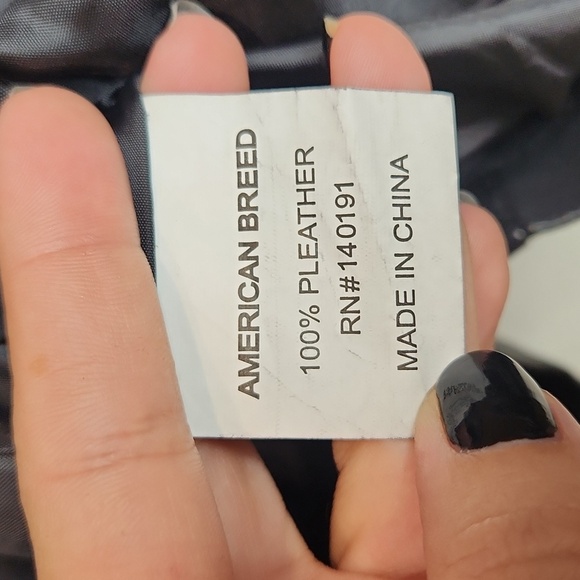 AMERICAN BREED
100% PLEATHER
RN#140191
MADE IN CHINA